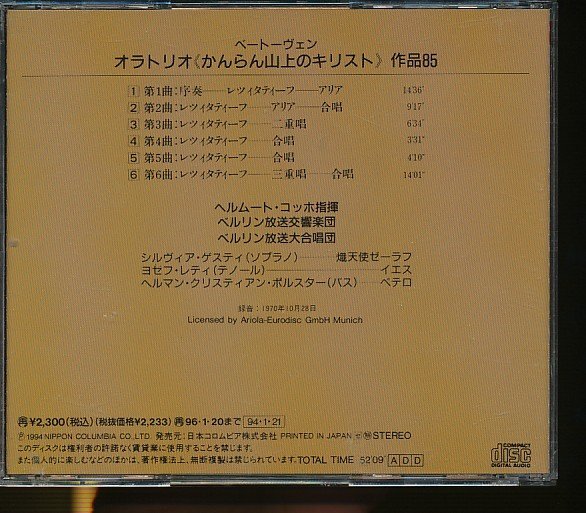 ベートーヴェン
オラトリオ《かんらん山上のキリスト》 作品85
1 第1曲:序奏──レツィタティーフ──アリア 14'36"
2 第2曲:レツィタティーフ──アリア──合唱 9'17"
3 第3曲:レツィタティーフ──二重唱 6'34"
4 第4曲:レツィタティーフ──合唱 3'31"
5 第5曲:レツィタティーフ──合唱 4'10"
6 第6曲:レツィタティーフ──三重唱──合唱 14'01"
ヘルムート・コッホ指揮
ベルリン放送交響楽団
ベルリン放送大合唱団
シルヴィア・ゲスティ(ソプラノ)────熾天使ゼーラフ
ヨセフ・レティ(テノール)────イエス
ヘルマン・クリスティアン・ポルスター(バス)──ペテロ
録音:1970年10月28日
Licensed by Ariola-Eurodisc GmbH Munich
再¥2,300(税込)(税抜価格¥2,233) 再96・1・20まで 94・1・21
Ⓟ1994 NIPPON COLUMBIA CO.,LTD. 発売元:日本コロムビア株式会社 PRINTED IN JAPAN STEREO
このディスクは権利者の許諾なく賃貸業に使用することを禁じます。
また個人的に楽しむなどのほかは、著作権法上、無断複製は禁じられています。TOTAL TIME 52'09" A D D
COMPACT
disc
DIGITAL AUDIO